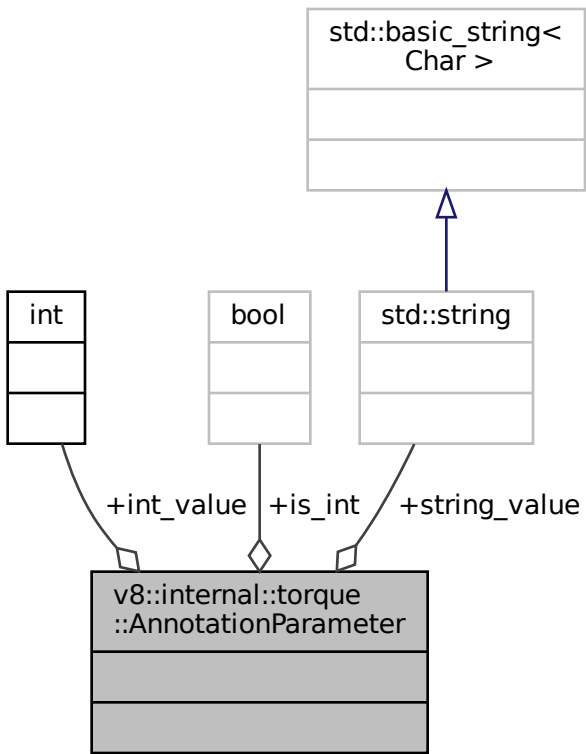 std::basic_string<
Char >
int
bool
std::string
+int_value
+is_int
+string_value
v8::internal::torque
::AnnotationParameter